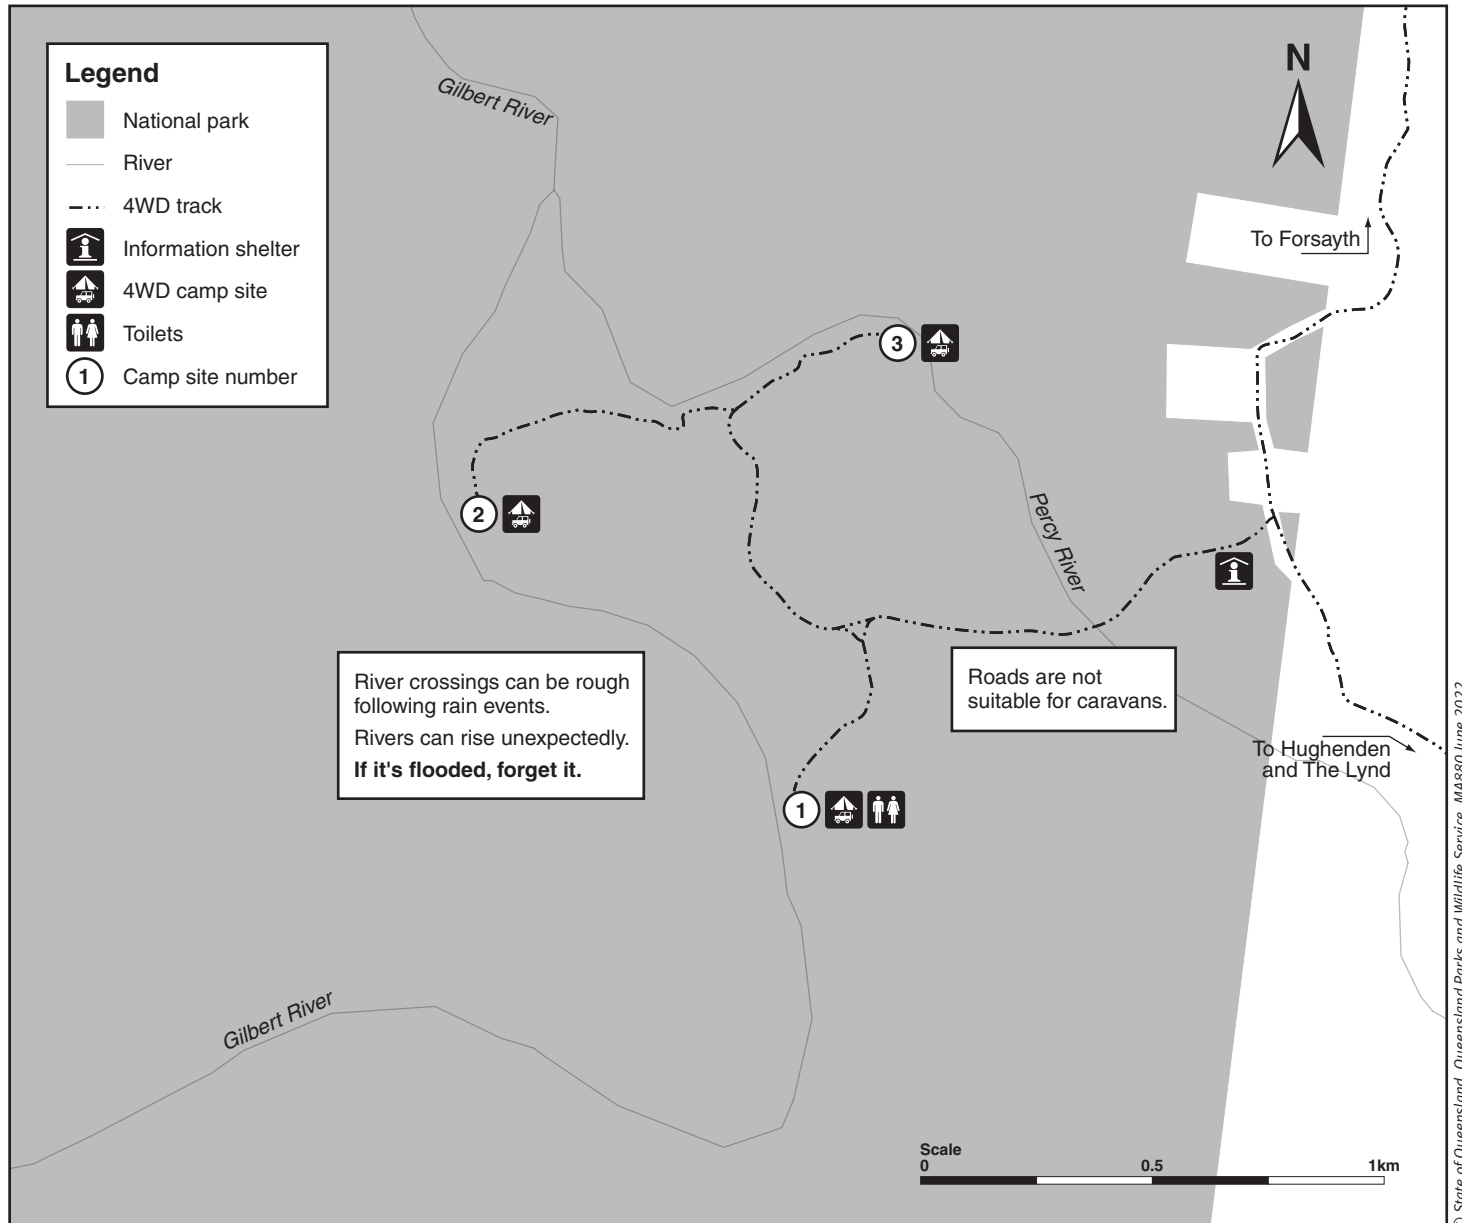 Legend
National park
River
4WD track
Information shelter
4WD camp site
Toilets
1 Camp site number
Gilbert River
N
To Forsayth
3
2
Percy River
River crossings can be rough
following rain events.
Rivers can rise unexpectedly.
If it's flooded, forget it.
Roads are not
suitable for caravans.
To Hughenden
and The Lynd
1
Gilbert River
Scale
0 0.5 1km
© State of Queensland, Queensland Parks and Wildlife Service, MA880 June 2022